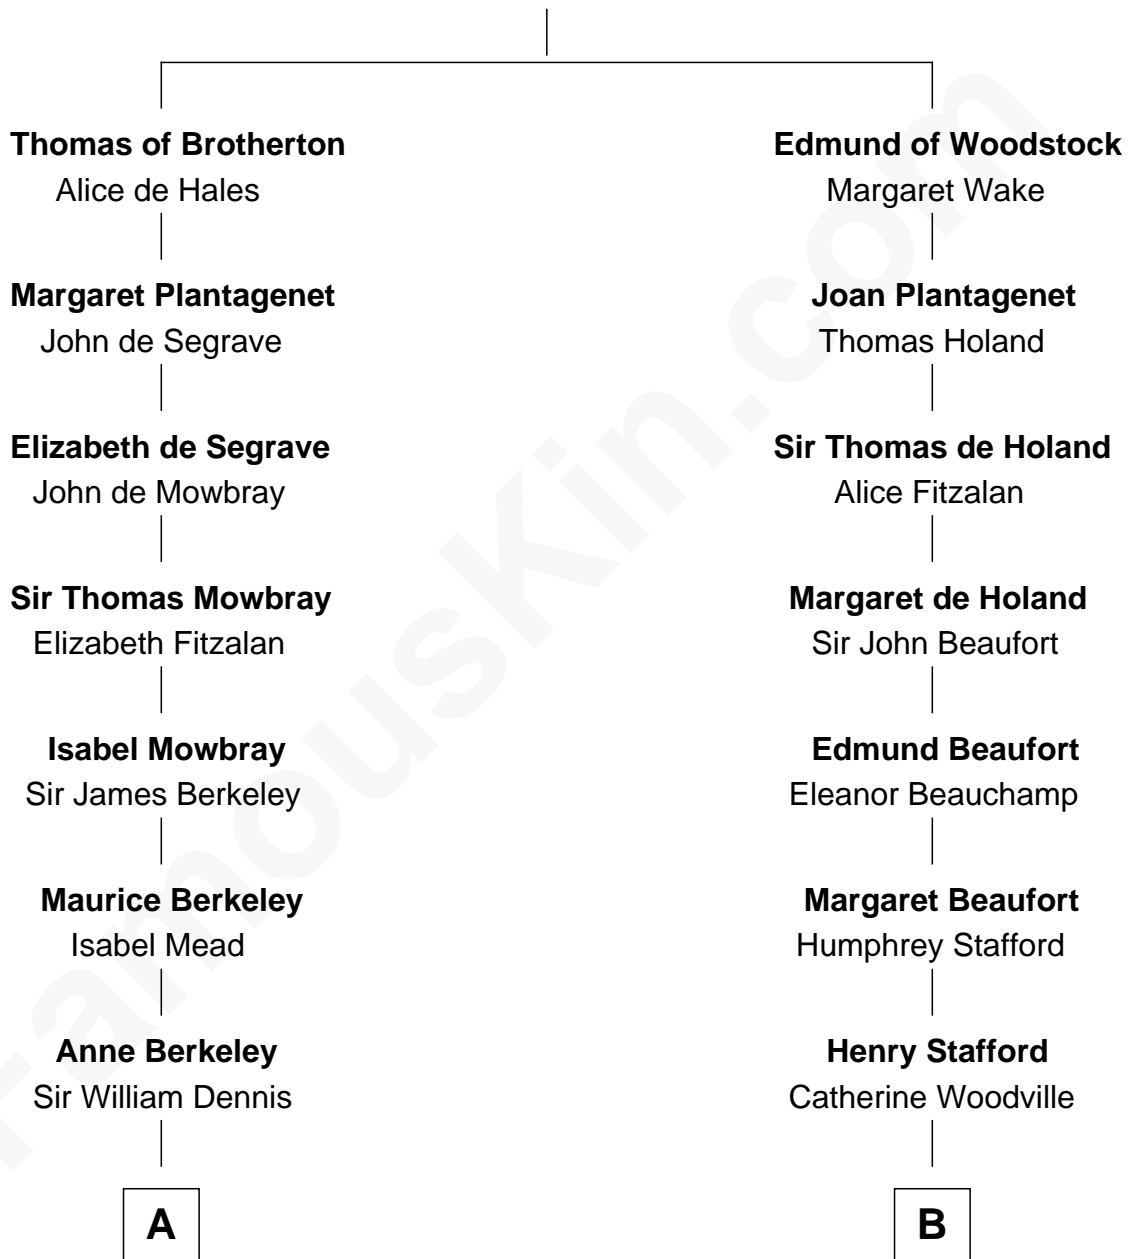 Thomas of Brotherton
Alice de Hales
Margaret Plantagenet
John de Segrave
Elizabeth de Segrave
John de Mowbray
Sir Thomas Mowbray
Elizabeth Fitzalan
Isabel Mowbray
Sir James Berkeley
Maurice Berkeley
Isabel Mead
Anne Berkeley
Sir William Dennis
A
Edmund of Woodstock
Margaret Wake
Joan Plantagenet
Thomas Holand
Sir Thomas de Holand
Alice Fitzalan
Margaret de Holand
Sir John Beaufort
Edmund Beaufort
Eleanor Beauchamp
Margaret Beaufort
Humphrey Stafford
Henry Stafford
Catherine Woodville
B
FamousKin.com